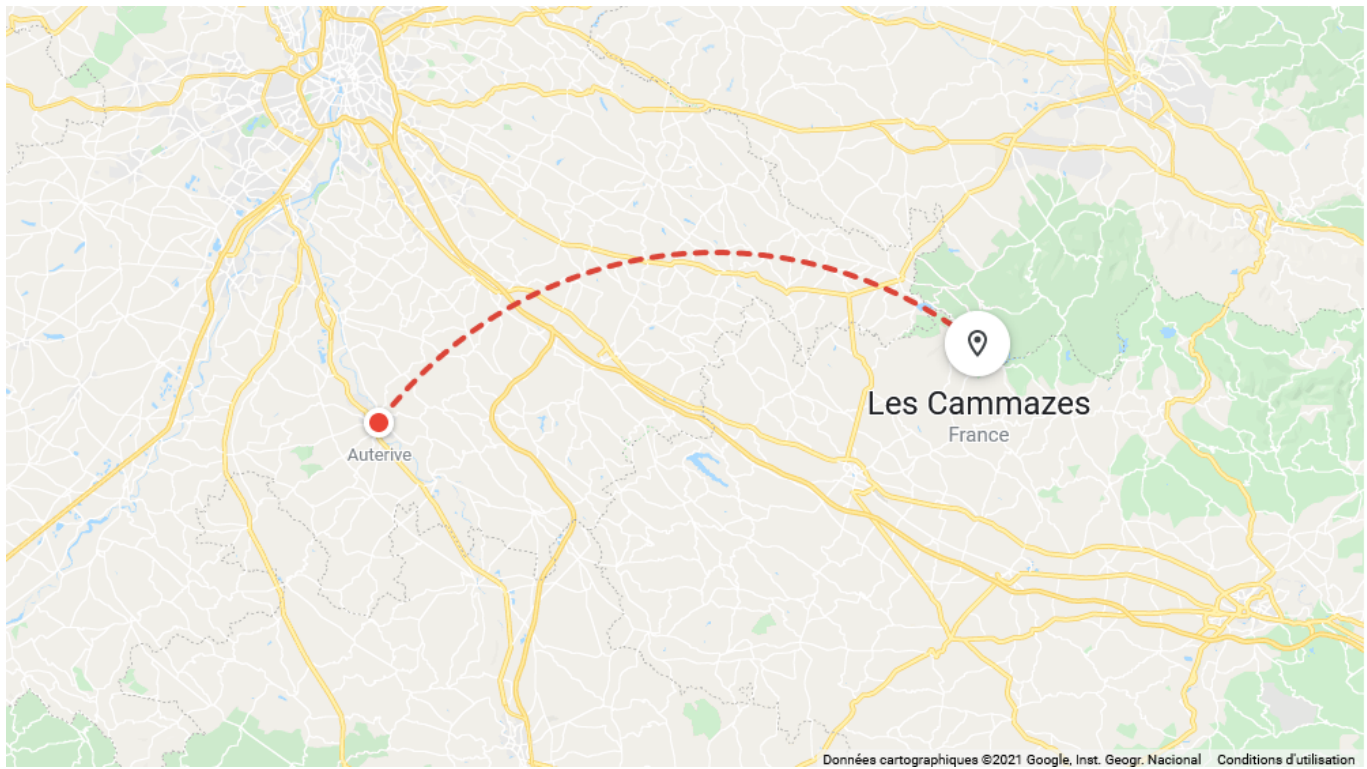 Les Cammazes
France
Auterive
Données cartographiques ©2021 Google, Inst. Geogr. Nacional Conditions d'utilisation